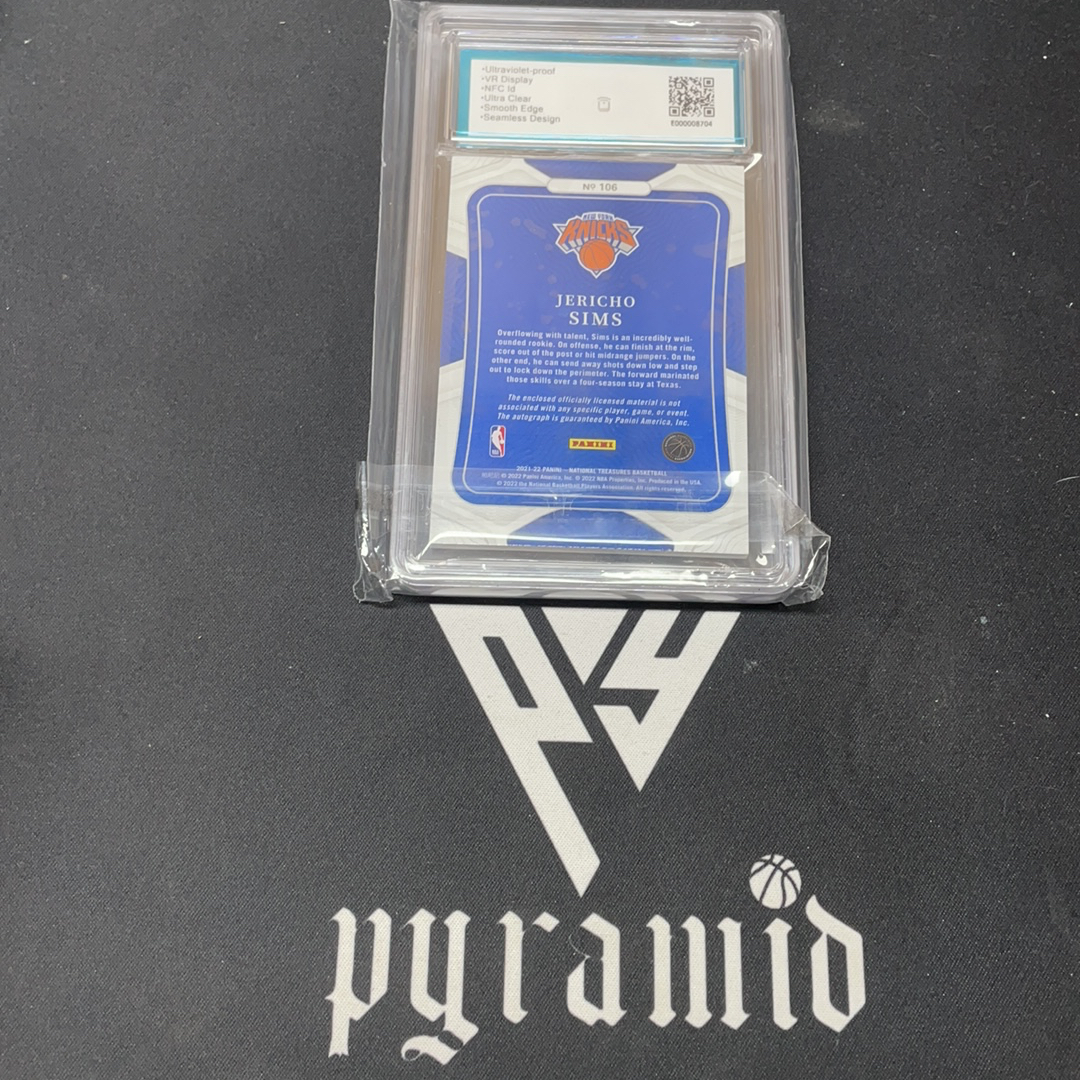 •Ultraviolet-proof
•VR Display
•NFC Id
•Ultra Clear
•Smooth Edge
•Seamless Design
E000008704
Nº 106
NEW YORK
KNICKS
JERICHO
SIMS
Overflowing with talent, Sims is an incredibly well-
rounded rookie. On offense, he can finish at the rim,
score out of the post or hit midrange jumpers. On the
other end, he can send away shots down low and step
out to lock down the perimeter. The forward marinated
those skills over a four-season stay at Texas.
The enclosed officially licensed material is not
associated with any specific player, game, or event.
The autograph is guaranteed by Panini America, Inc.
NBA
PANINI
2021-22 PANINI – NATIONAL TREASURES BASKETBALL
© 2022 Panini America, Inc. © 2022 NBA Properties, Inc. Produced in the USA.
© 2022 the National Basketball Players Association. All rights reserved.
py
pyramid